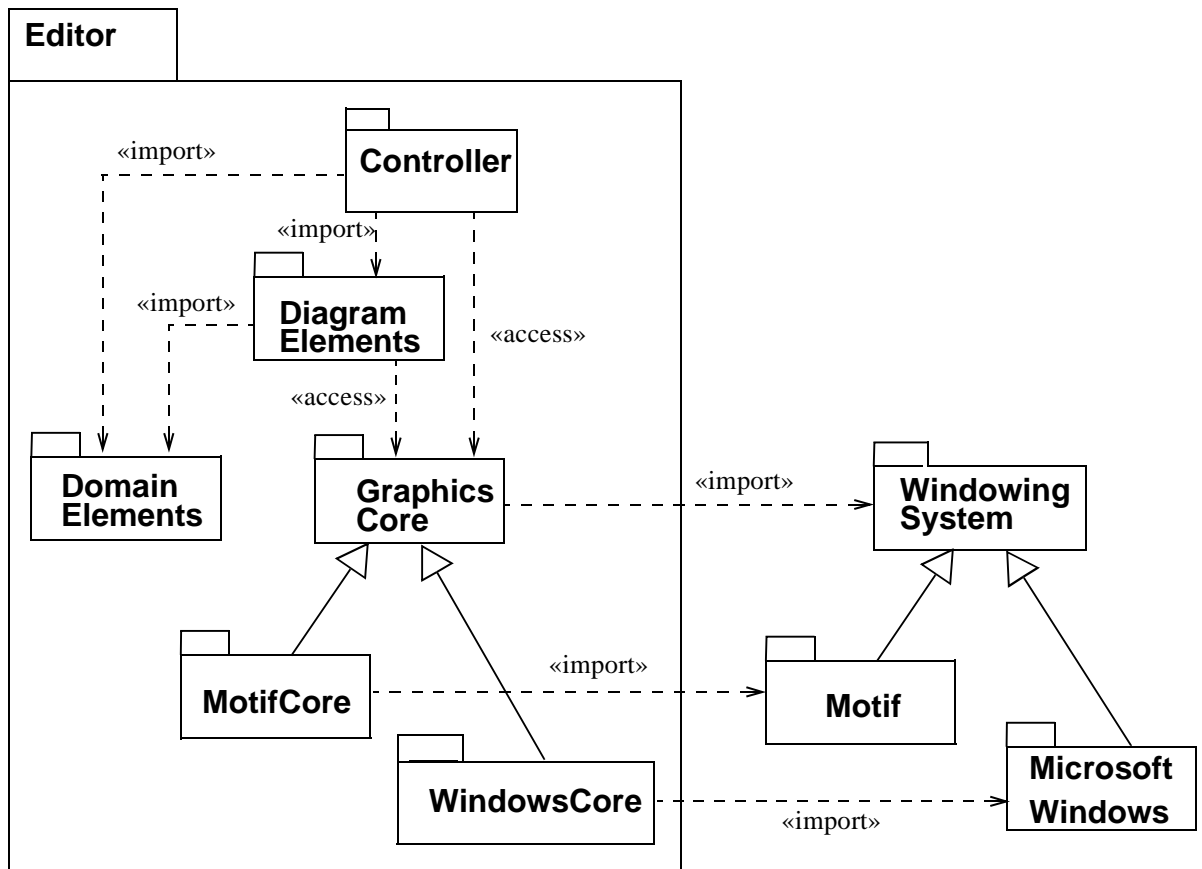 Editor
«import»
Controller
«import»
«import»
Diagram
Elements
«access»
«access»
Domain
Elements
Graphics
Core
«import»
Windowing
System
MotifCore
«import»
Motif
WindowsCore
«import»
Microsoft
Windows